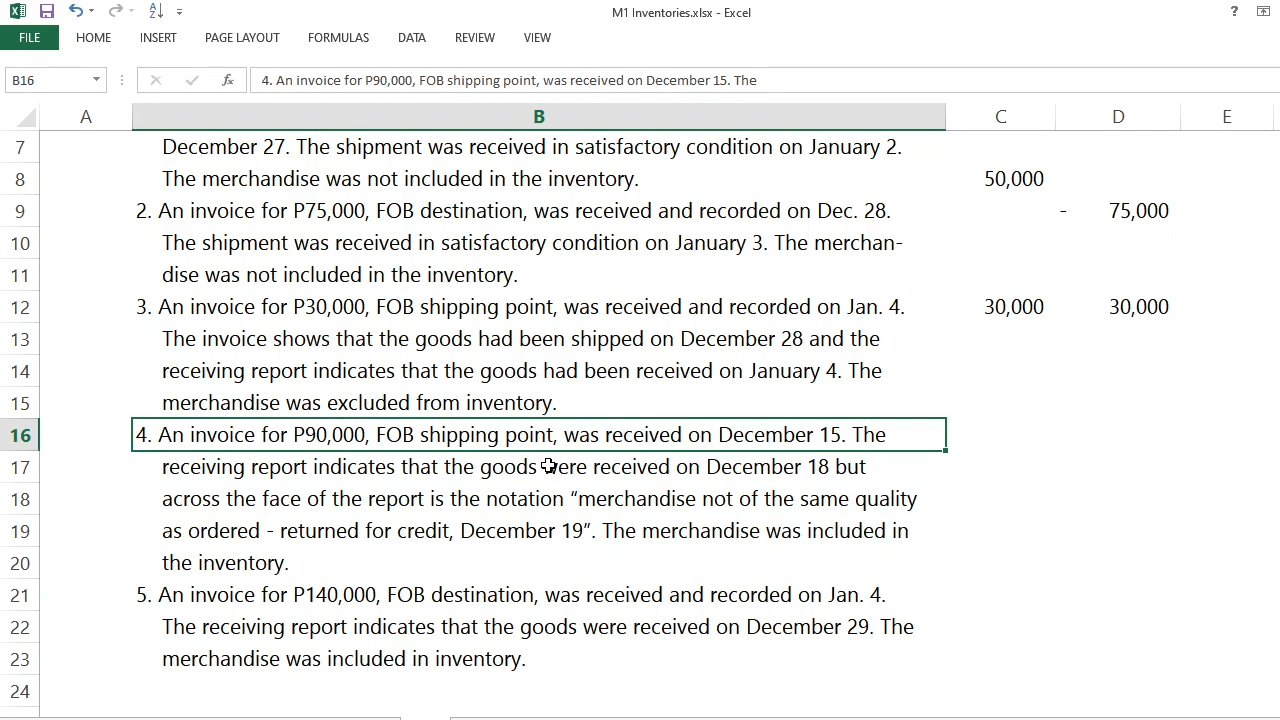 M1 Inventories.xlsx - Excel
?
FILE HOME INSERT PAGE LAYOUT FORMULAS DATA REVIEW VIEW
B16 fx 4. An invoice for P90,000, FOB shipping point, was received on December 15. The
A B C D E
7 December 27. The shipment was received in satisfactory condition on January 2.
8 The merchandise was not included in the inventory. 50,000
9 2. An invoice for P75,000, FOB destination, was received and recorded on Dec. 28. - 75,000
10 The shipment was received in satisfactory condition on January 3. The merchan-
11 dise was not included in the inventory.
12 3. An invoice for P30,000, FOB shipping point, was received and recorded on Jan. 4. 30,000 30,000
13 The invoice shows that the goods had been shipped on December 28 and the
14 receiving report indicates that the goods had been received on January 4. The
15 merchandise was excluded from inventory.
16 4. An invoice for P90,000, FOB shipping point, was received on December 15. The
17 receiving report indicates that the goods were received on December 18 but
18 across the face of the report is the notation “merchandise not of the same quality
19 as ordered - returned for credit, December 19”. The merchandise was included in
20 the inventory.
21 5. An invoice for P140,000, FOB destination, was received and recorded on Jan. 4.
22 The receiving report indicates that the goods were received on December 29. The
23 merchandise was included in inventory.
24